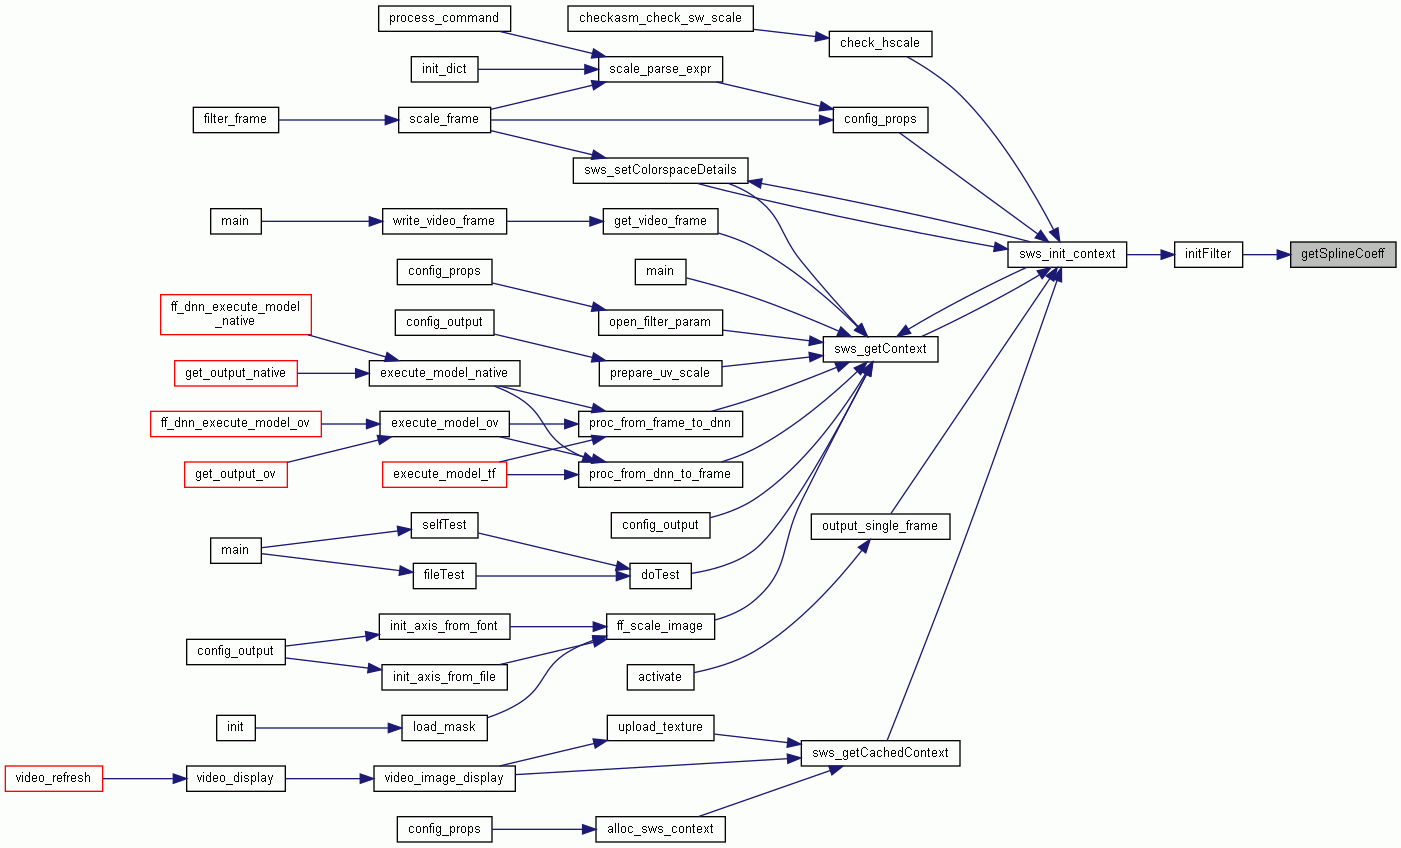 process_command
checkasm_check_sw_scale
check_hscale
init_dict
scale_parse_expr
filter_frame
scale_frame
config_props
sws_setColorspaceDetails
main
write_video_frame
get_video_frame
sws_init_context
initFilter
getSplineCoeff
config_props
main
ff_dnn_execute_model
_native
config_output
open_filter_param
sws_getContext
get_output_native
execute_model_native
prepare_uv_scale
ff_dnn_execute_model_ov
execute_model_ov
proc_from_frame_to_dnn
get_output_ov
execute_model_tf
proc_from_dnn_to_frame
selfTest
config_output
output_single_frame
main
fileTest
doTest
init_axis_from_font
ff_scale_image
config_output
init_axis_from_file
activate
init
load_mask
upload_texture
sws_getCachedContext
video_refresh
video_display
video_image_display
config_props
alloc_sws_context